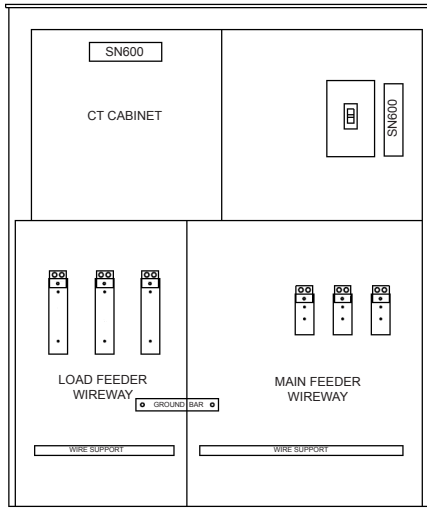 SN600
CT CABINET
SN600
LOAD FEEDER
WIREWAY
MAIN FEEDER
WIREWAY
GROUND BAR
WIRE SUPPORT
WIRE SUPPORT